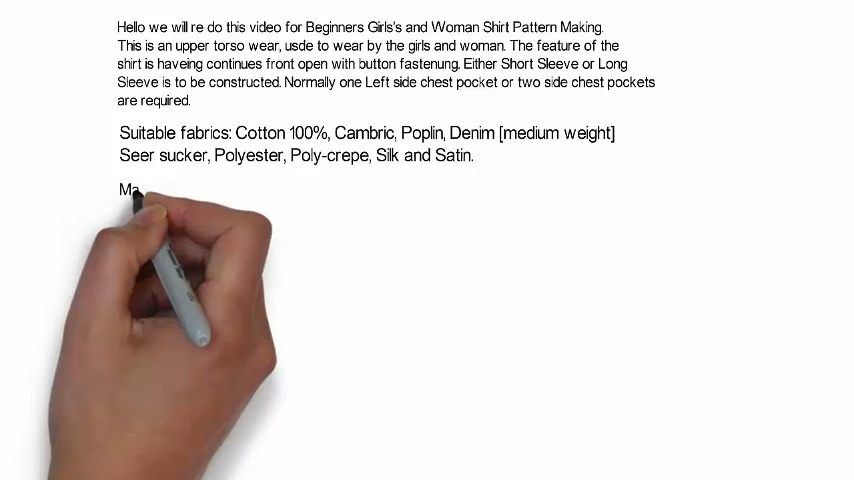 Hello we will re do this video for Beginners Girls's and Woman Shirt Pattern Making.
This is an upper torso wear, usde to wear by the girls and woman. The feature of the
shirt is haveing continues front open with button fastenung. Either Short Sleeve or Long
Sleeve is to be constructed. Normally one Left side chest pocket or two side chest pockets
are required.
Suitable fabrics: Cotton 100%, Cambric, Poplin, Denim [medium weight]
Seer sucker, Polyester, Poly-crepe, Silk and Satin.
Ma